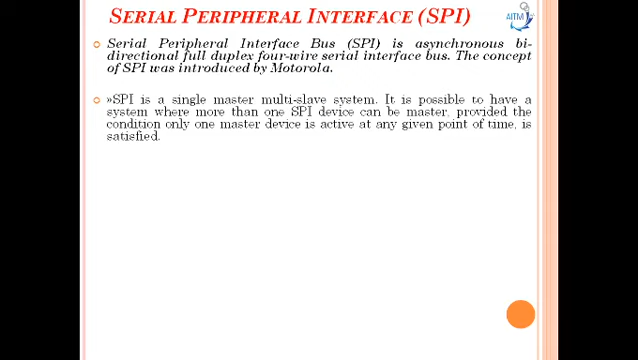 SERIAL PERIPHERAL INTERFACE (SPI)
AITM
Serial Peripheral Interface Bus (SPI) is asynchronous bi-
directional full duplex four-wire serial interface bus. The concept
of SPI was introduced by Motorola.
»SPI is a single master multi-slave system. It is possible to have a
system where more than one SPI device can be master, provided the
condition only one master device is active at any given point of time, is
satisfied.